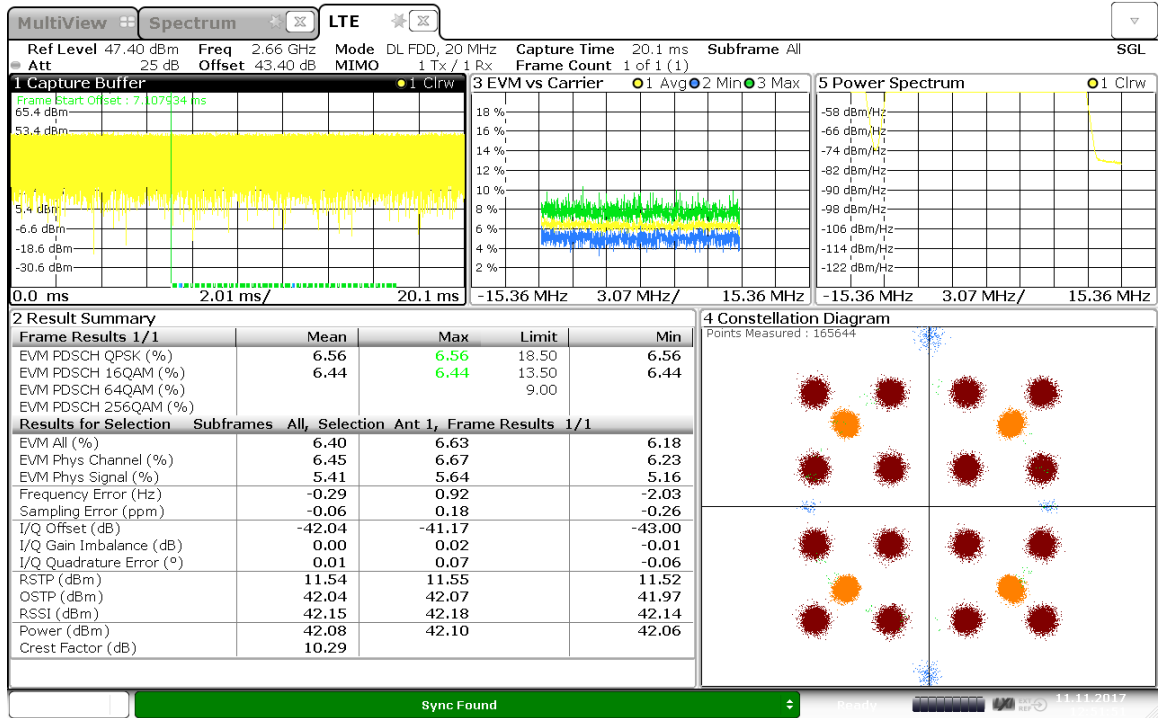 MultiView Spectrum LTE
Ref Level 47.40 dBm Freq 2.66 GHz Mode DL FDD, 20 MHz Capture Time 20.1 ms Subframe All SGL
Att 25 dB Offset 43.40 dB MIMO 1 Tx / 1 Rx Frame Count 1 of 1 (1)
1 Capture Buffer 1 Clrw
Frame Start Offset : 7.107934 ms
65.4 dBm
53.4 dBm
5.4 dBm
-6.6 dBm
-18.6 dBm
-30.6 dBm
0.0 ms 2.01 ms/ 20.1 ms
3 EVM vs Carrier 1 Avg 2 Min 3 Max
18 %
16 %
14 %
12 %
10 %
8 %
6 %
4 %
2 %
-15.36 MHz 3.07 MHz/ 15.36 MHz
5 Power Spectrum 1 Clrw
-58 dBm/Hz
-66 dBm/Hz
-74 dBm/Hz
-82 dBm/Hz
-90 dBm/Hz
-98 dBm/Hz
-106 dBm/Hz
-114 dBm/Hz
-122 dBm/Hz
-15.36 MHz 3.07 MHz/ 15.36 MHz
2 Result Summary
Frame Results 1/1 Mean Max Limit Min
EVM PDSCH QPSK (%) 6.56 6.56 18.50 6.56
EVM PDSCH 16QAM (%) 6.44 6.44 13.50 6.44
EVM PDSCH 64QAM (%) 9.00
EVM PDSCH 256QAM (%)
Results for Selection Subframes All, Selection Ant 1, Frame Results 1/1
EVM All (%) 6.40 6.63 6.18
EVM Phys Channel (%) 6.45 6.67 6.23
EVM Phys Signal (%) 5.41 5.64 5.16
Frequency Error (Hz) -0.29 0.92 -2.03
Sampling Error (ppm) -0.06 0.18 -0.26
I/Q Offset (dB) -42.04 -41.17 -43.00
I/Q Gain Imbalance (dB) 0.00 0.02 -0.01
I/Q Quadrature Error (º) 0.01 0.07 -0.06
RSTP (dBm) 11.54 11.55 11.52
OSTP (dBm) 42.04 42.07 41.97
RSSI (dBm) 42.15 42.18 42.14
Power (dBm) 42.08 42.10 42.06
Crest Factor (dB) 10.29
4 Constellation Diagram
Points Measured : 165644
Sync Found
Ready
LXI
EXT REF
11.11.2017